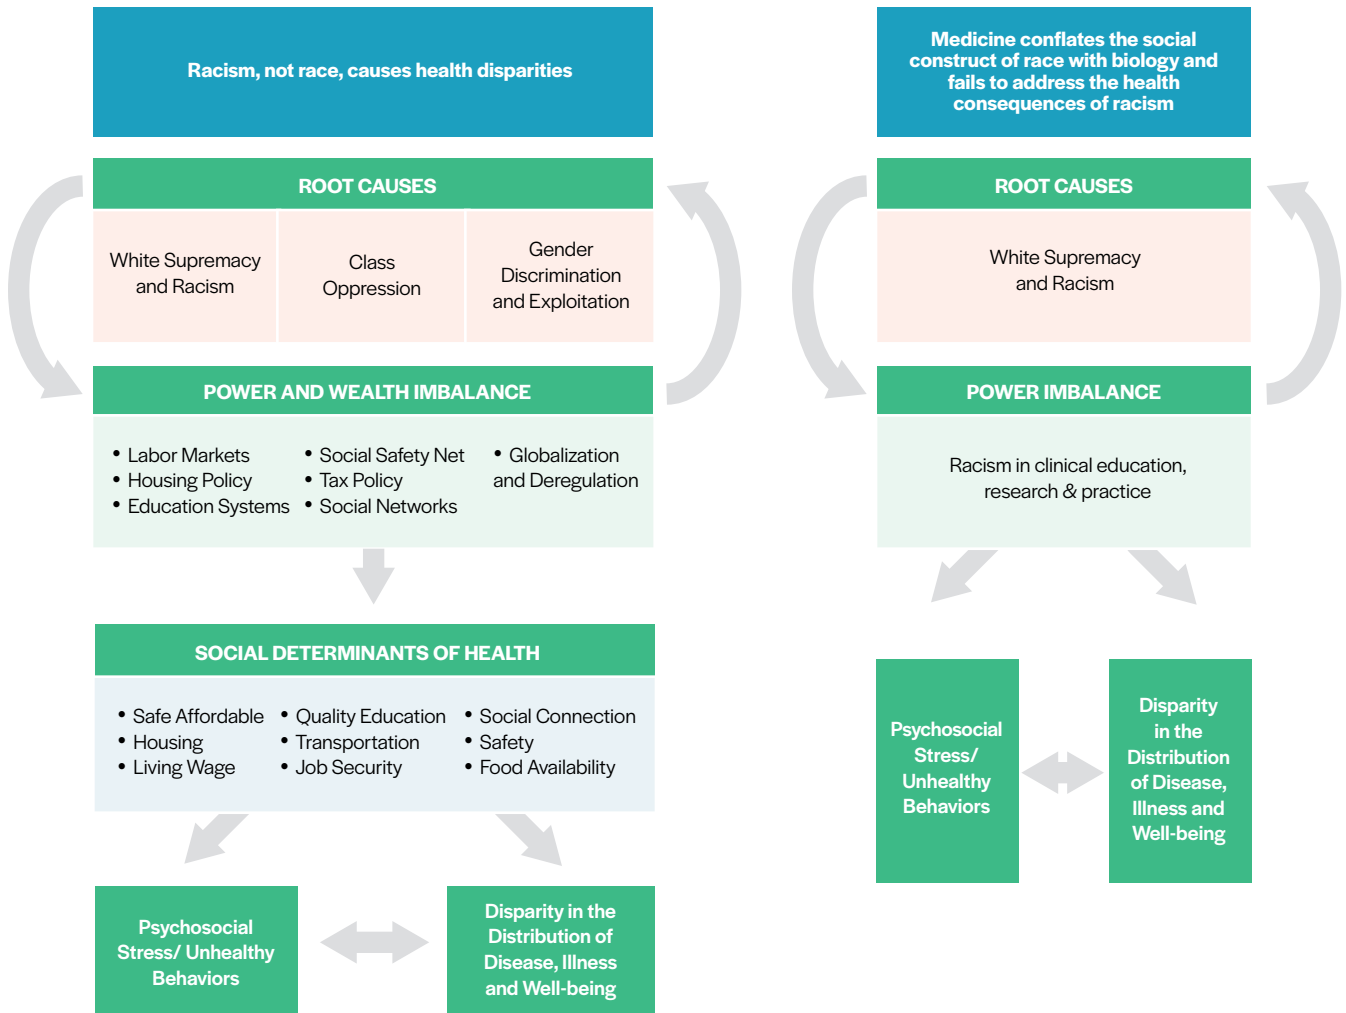 Racism, not race, causes health disparities
ROOT CAUSES
White Supremacy
and Racism
Class
Oppression
Gender
Discrimination
and Exploitation
POWER AND WEALTH IMBALANCE
• Labor Markets
• Housing Policy
• Education Systems
• Social Safety Net
• Tax Policy
• Social Networks
• Globalization
and Deregulation
SOCIAL DETERMINANTS OF HEALTH
• Safe Affordable
• Housing
• Living Wage
• Quality Education
• Transportation
• Job Security
• Social Connection
• Safety
• Food Availability
Psychosocial
Stress/ Unhealthy
Behaviors
Disparity in the
Distribution of
Disease, Illness
and Well-being
Medicine conflates the social
construct of race with biology and
fails to address the health
consequences of racism
ROOT CAUSES
White Supremacy
and Racism
POWER IMBALANCE
Racism in clinical education,
research & practice
Psychosocial
Stress/
Unhealthy
Behaviors
Disparity
in the
Distribution
of Disease,
Illness and
Well-being